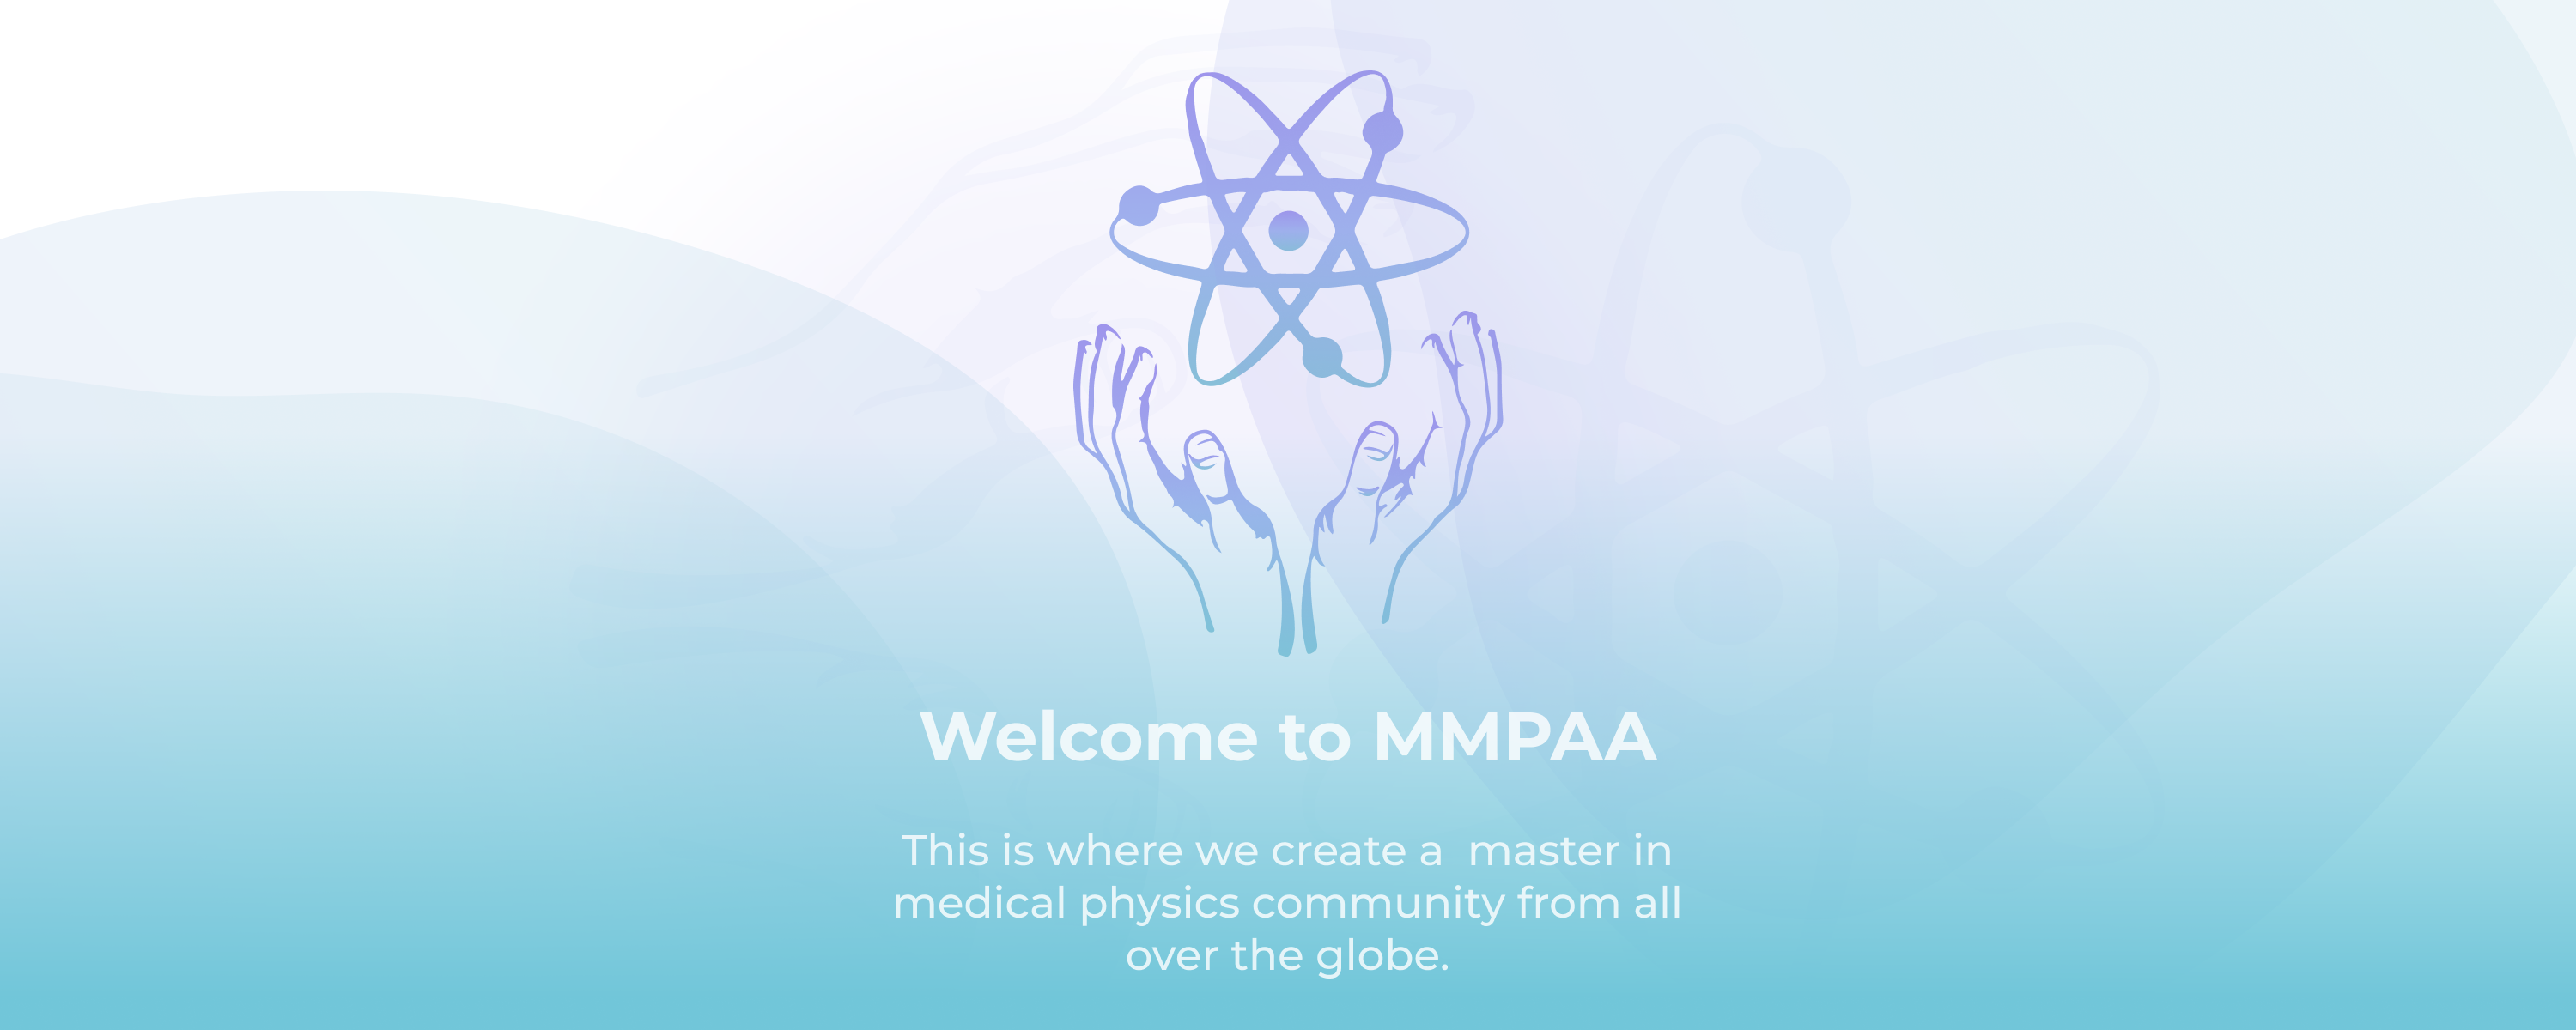 Welcome to MMPAA
This is where we create a  master in
medical physics community from all
over the globe.